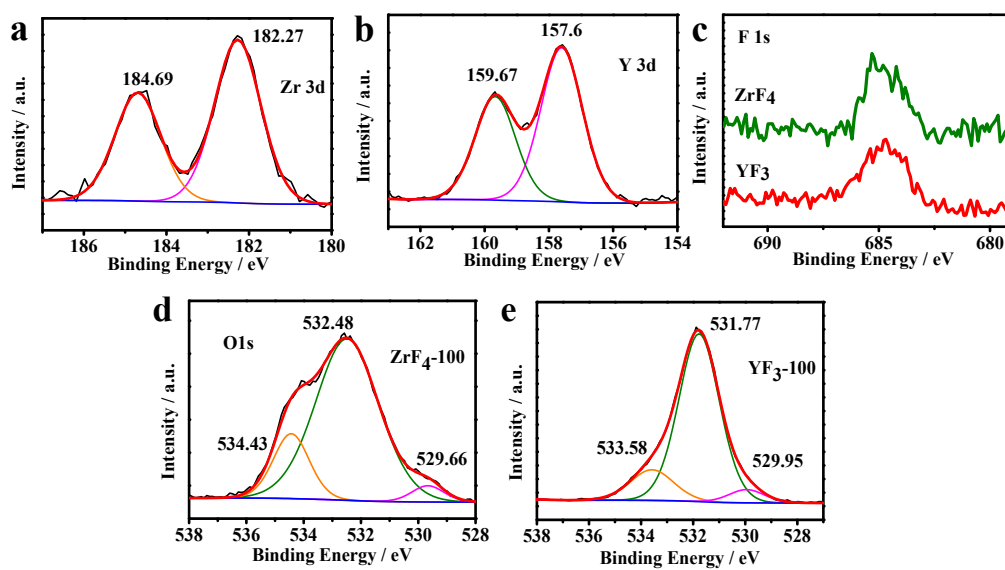 a
182.27
184.69
Zr 3d
Intensity / a.u.
186 184 182 180
Binding Energy / eV
b
157.6
159.67
Y 3d
Intensity / a.u.
162 160 158 156 154
Binding Energy / eV
c
F 1s
ZrF4
YF3
Intensity / a.u.
690 685 680
Binding Energy / eV
d
532.48
O1s
ZrF4-100
534.43
529.66
Intensity / a.u.
538 536 534 532 530 528
Binding Energy / eV
e
531.77
YF3-100
533.58
529.95
Intensity / a.u.
538 536 534 532 530 528
Binding Energy / eV